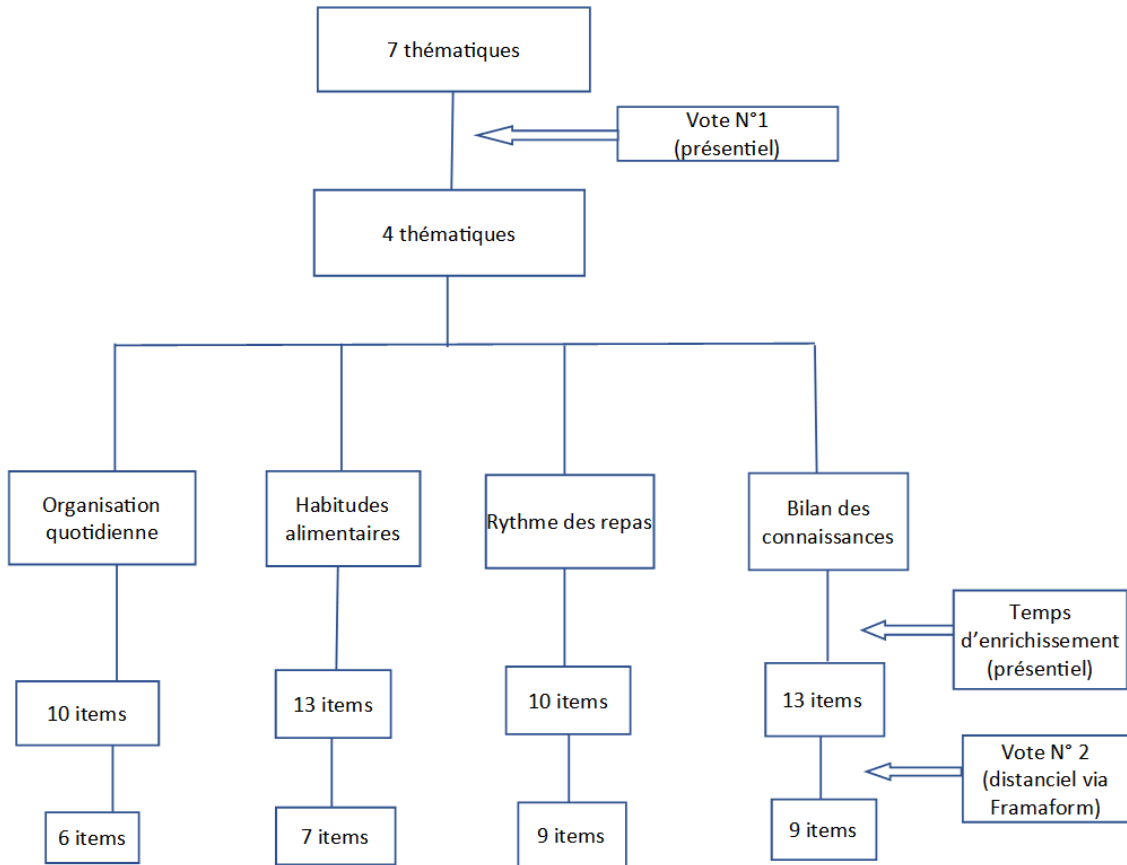 7 thématiques
Vote N°1
(présentiel)
4 thématiques
Organisation
quotidienne
Habitudes
alimentaires
Rythme des repas
Bilan des
connaissances
Temps
d'enrichissement
(présentiel)
10 items
13 items
10 items
13 items
Vote N° 2
(distanciel via
Framaform)
6 items
7 items
9 items
9 items